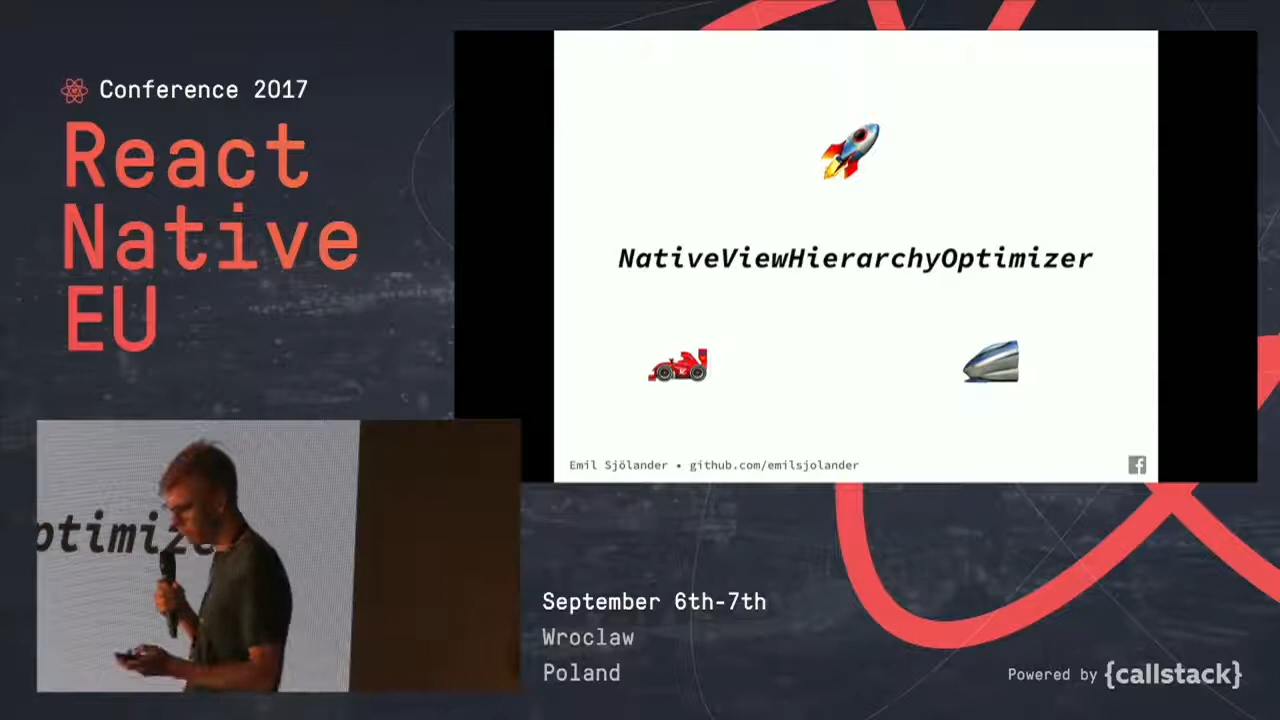 Conference 2017
React
Native
EU
NativeViewHierarchyOptimizer
Emil Sjölander • github.com/emilsjolander
ptimize
September 6th-7th
Wroclaw
Poland
Powered by {callstack}